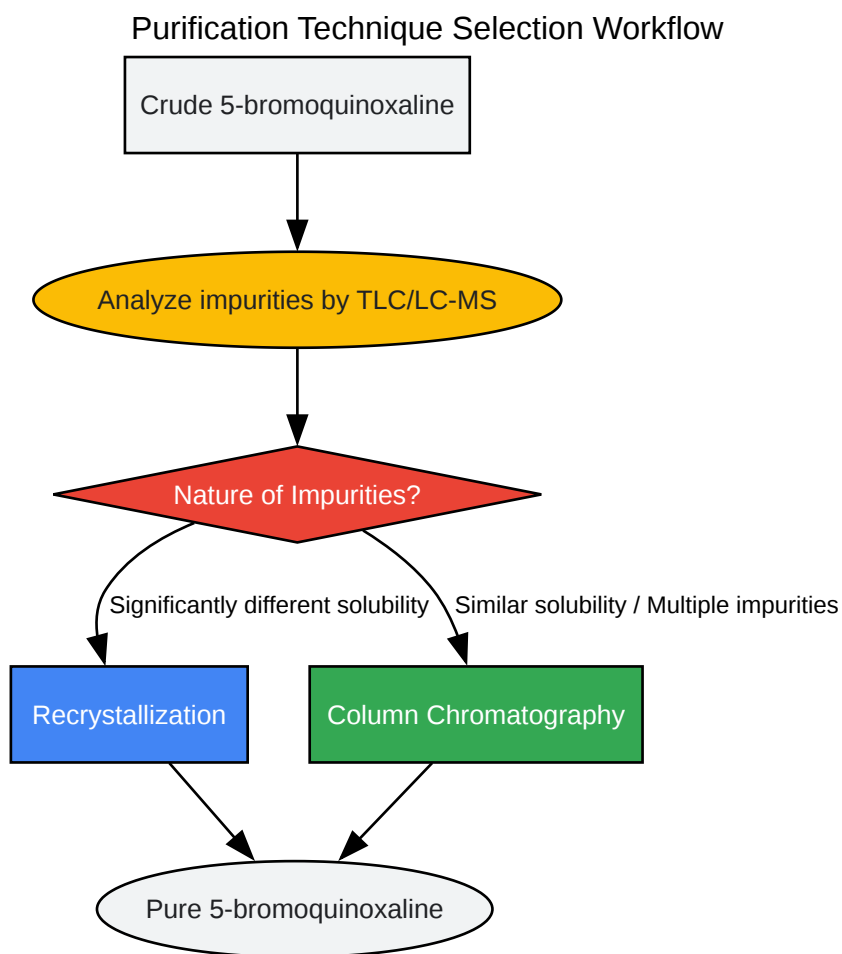 Purification Technique Selection Workflow
Crude 5-bromoquinoxaline
Analyze impurities by TLC/LC-MS
Nature of Impurities?
Significantly different solubility
Similar solubility / Multiple impurities
Recrystallization
Column Chromatography
Pure 5-bromoquinoxaline